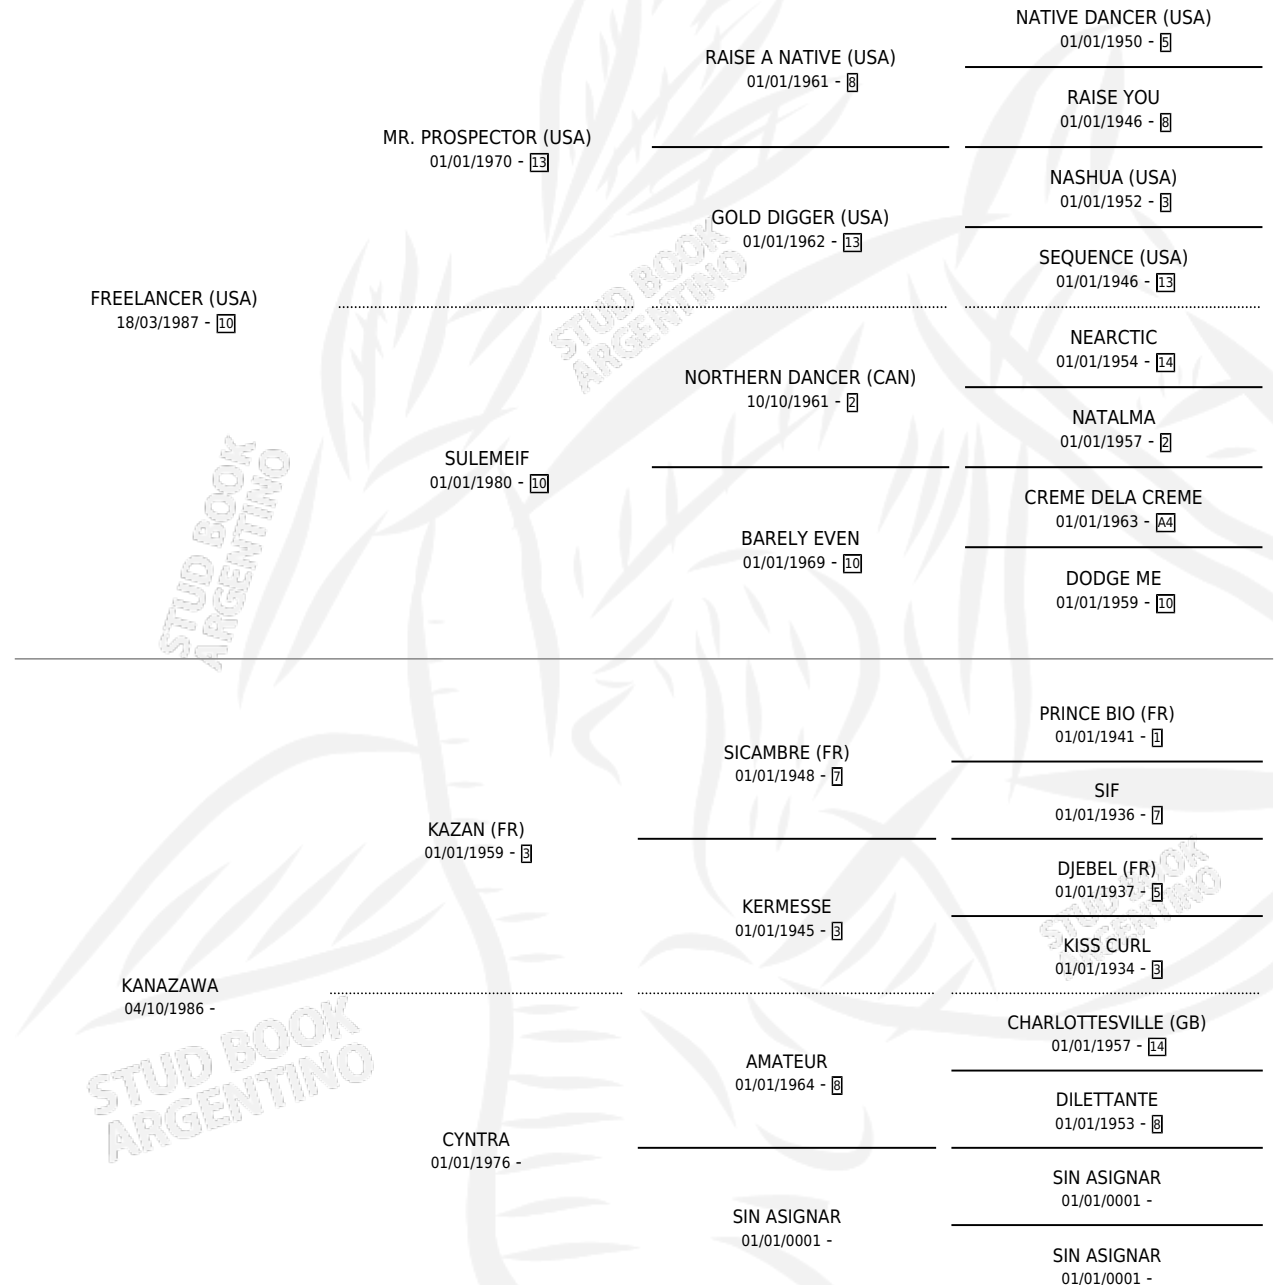 NATIVE DANCER (USA)
01/01/1950 - 5
RAISE A NATIVE (USA)
01/01/1961 - 8
RAISE YOU
01/01/1946 - 8
MR. PROSPECTOR (USA)
01/01/1970 - 13
NASHUA (USA)
01/01/1952 - 3
GOLD DIGGER (USA)
01/01/1962 - 13
SEQUENCE (USA)
01/01/1946 - 13
FREELANCER (USA)
18/03/1987 - 10
NEARCTIC
01/01/1954 - 14
NORTHERN DANCER (CAN)
10/10/1961 - 2
NATALMA
01/01/1957 - 2
SULEMEIF
01/01/1980 - 10
CREME DELA CREME
01/01/1963 - A4
BARELY EVEN
01/01/1969 - 10
DODGE ME
01/01/1959 - 10
PRINCE BIO (FR)
01/01/1941 - 1
SICAMBRE (FR)
01/01/1948 - 7
SIF
01/01/1936 - 7
KAZAN (FR)
01/01/1959 - 3
DJEBEL (FR)
01/01/1937 - 5
KERMESSE
01/01/1945 - 3
KISS CURL
01/01/1934 - 3
KANAZAWA
04/10/1986 -
CHARLOTTESVILLE (GB)
01/01/1957 - 14
AMATEUR
01/01/1964 - 8
DILETTANTE
01/01/1953 - 8
CYNTRA
01/01/1976 -
SIN ASIGNAR
01/01/0001 -
SIN ASIGNAR
01/01/0001 -
SIN ASIGNAR
01/01/0001 -
STUD BOOK
ARGENTINO
STUD BOOK
ARGENTINO
STUD BOOK
ARGENTINO
STUD BOOK
ARGENTINO